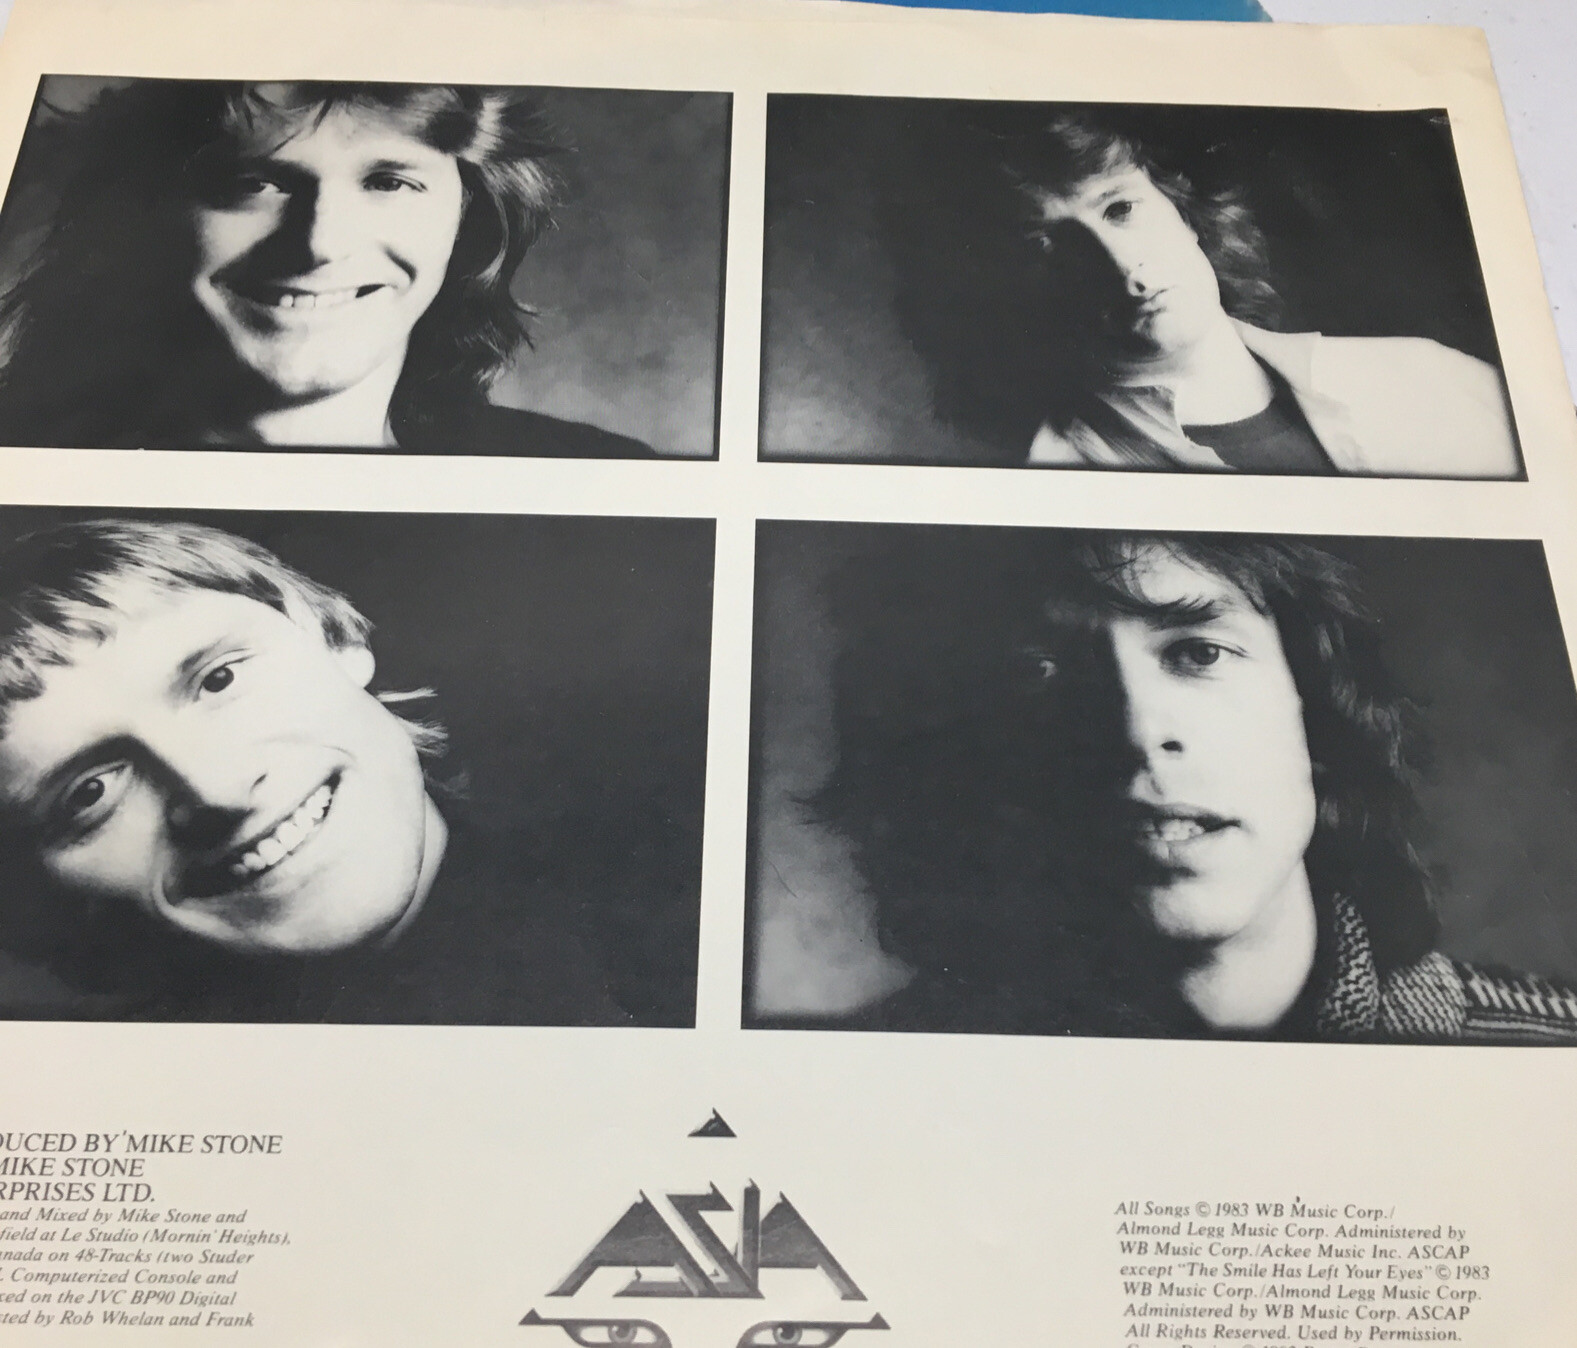 DUCED BY MIKE STONE
MIKE STONE
RPRISES LTD.
and Mixed by Mike Stone and
field at Le Studio (Mornin' Heights),
nada on 48-Tracks (two Studer
L Computerized Console and
xed on the JVC BP90 Digital
ted by Rob Whelan and Frank
ASIA
All Songs © 1983 WB Music Corp./
Almond Legg Music Corp. Administered by
WB Music Corp./Ackee Music Inc. ASCAP
except "The Smile Has Left Your Eyes" © 1983
WB Music Corp./Almond Legg Music Corp.
Administered by WB Music Corp. ASCAP
All Rights Reserved. Used by Permission.